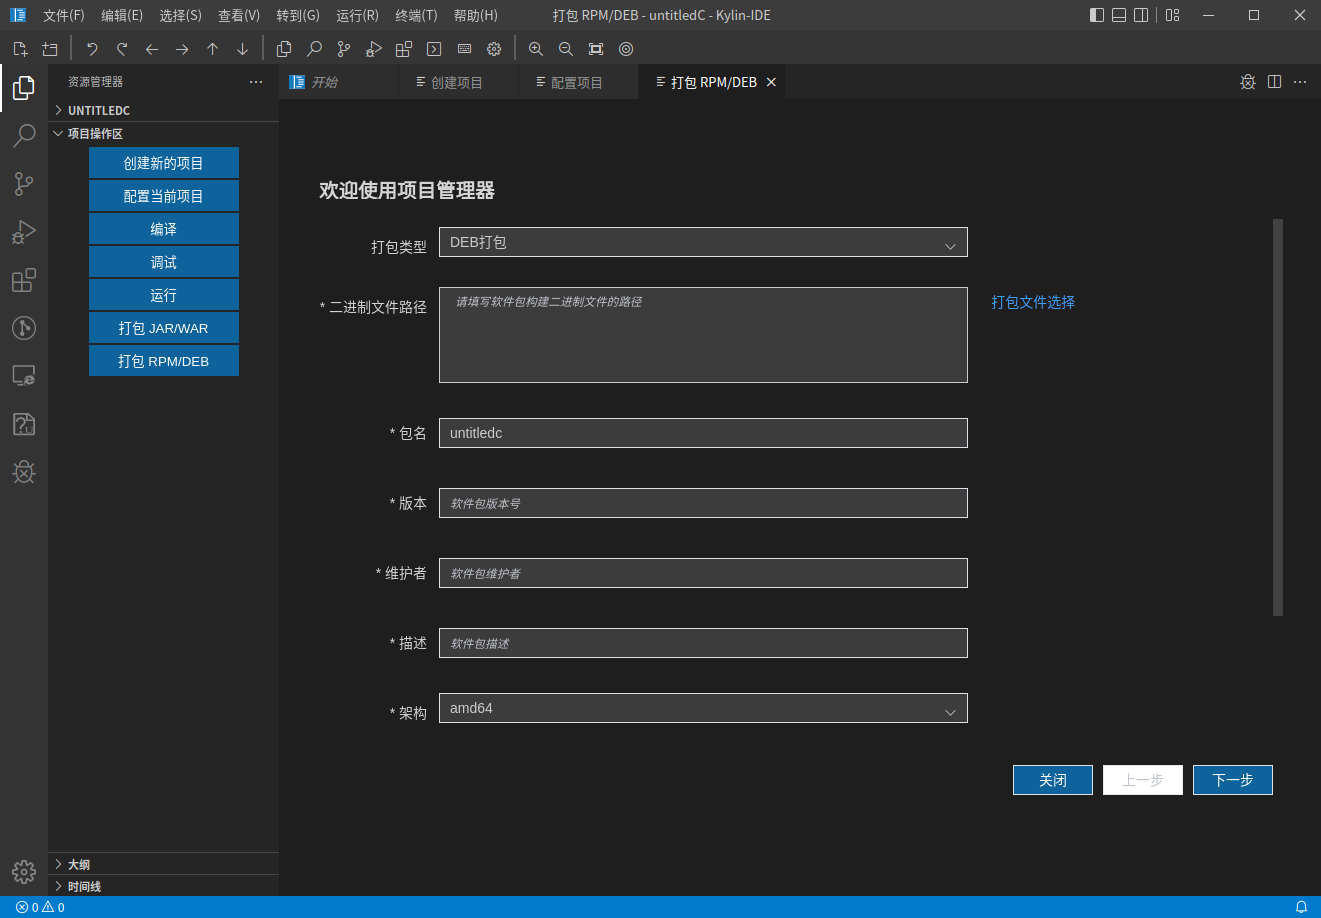 文件(F) 编辑(E) 选择(S) 查看(V) 转到(G) 运行(R) 终端(T) 帮助(H) 打包 RPM/DEB - untitledC - Kylin-IDE
资源管理器
开始 创建项目 配置项目 打包 RPM/DEB
UNTITLEDC
项目操作区
创建新的项目
配置当前项目
编译
调试
运行
打包 JAR/WAR
打包 RPM/DEB
大纲
时间线
欢迎使用项目管理器
打包类型 DEB打包
* 二进制文件路径 请填写软件包构建二进制文件的路径 打包文件选择
* 包名 untitledc
* 版本 软件包版本号
* 维护者 软件包维护者
* 描述 软件包描述
* 架构 amd64
关闭 上一步 下一步
0 0